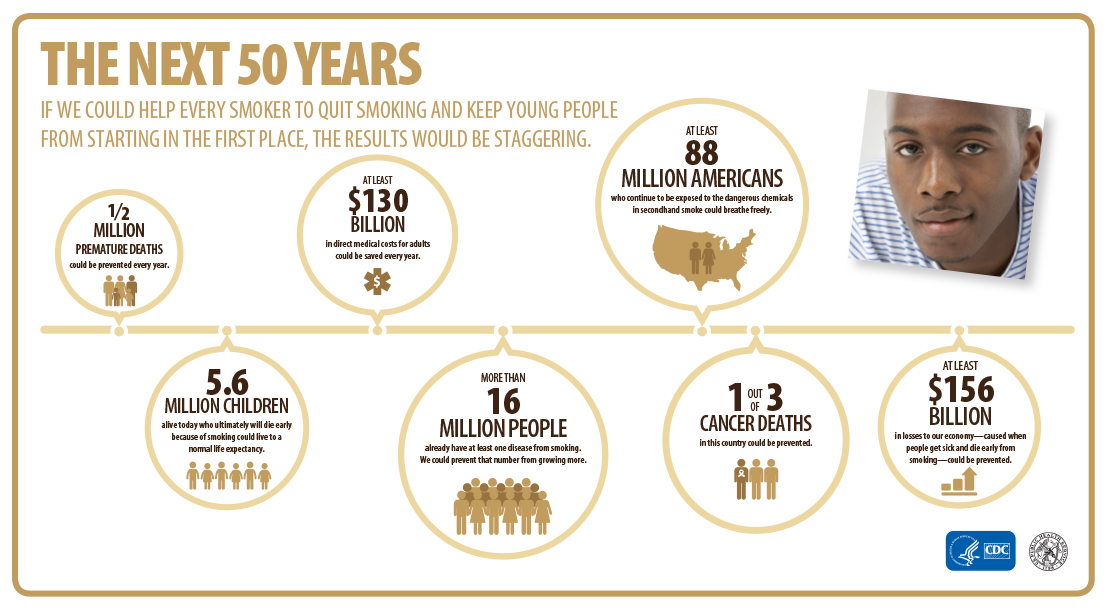 THE NEXT 50 YEARS
IF WE COULD HELP EVERY SMOKER TO QUIT SMOKING AND KEEP YOUNG PEOPLE
FROM STARTING IN THE FIRST PLACE, THE RESULTS WOULD BE STAGGERING.
1/2
MILLION
PREMATURE DEATHS
could be prevented every year.
AT LEAST
$130
BILLION
in direct medical costs for adults
could be saved every year.
$
AT LEAST
88
MILLION AMERICANS
who continue to be exposed to the dangerous chemicals
in secondhand smoke could breathe freely.
5.6
MILLION CHILDREN
alive today who ultimately will die early
because of smoking could live to a
normal life expectancy.
MORE THAN
16
MILLION PEOPLE
already have at least one disease from smoking.
We could prevent that number from growing more.
1 OUT OF 3
CANCER DEATHS
in this country could be prevented.
AT LEAST
$156
BILLION
in losses to our economy—caused when
people get sick and die early from
smoking—could be prevented.
CDC